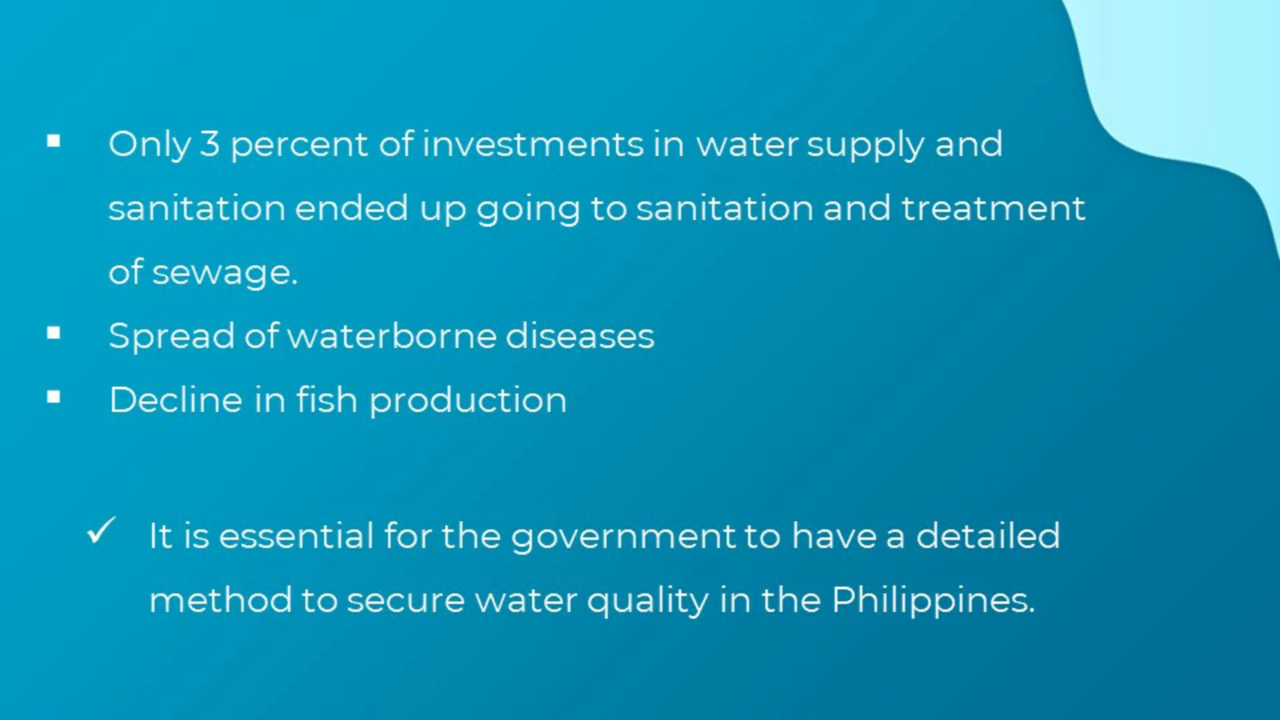 ▪ Only 3 percent of investments in water supply and
sanitation ended up going to sanitation and treatment
of sewage.
▪ Spread of waterborne diseases
▪ Decline in fish production
✓ It is essential for the government to have a detailed
method to secure water quality in the Philippines.